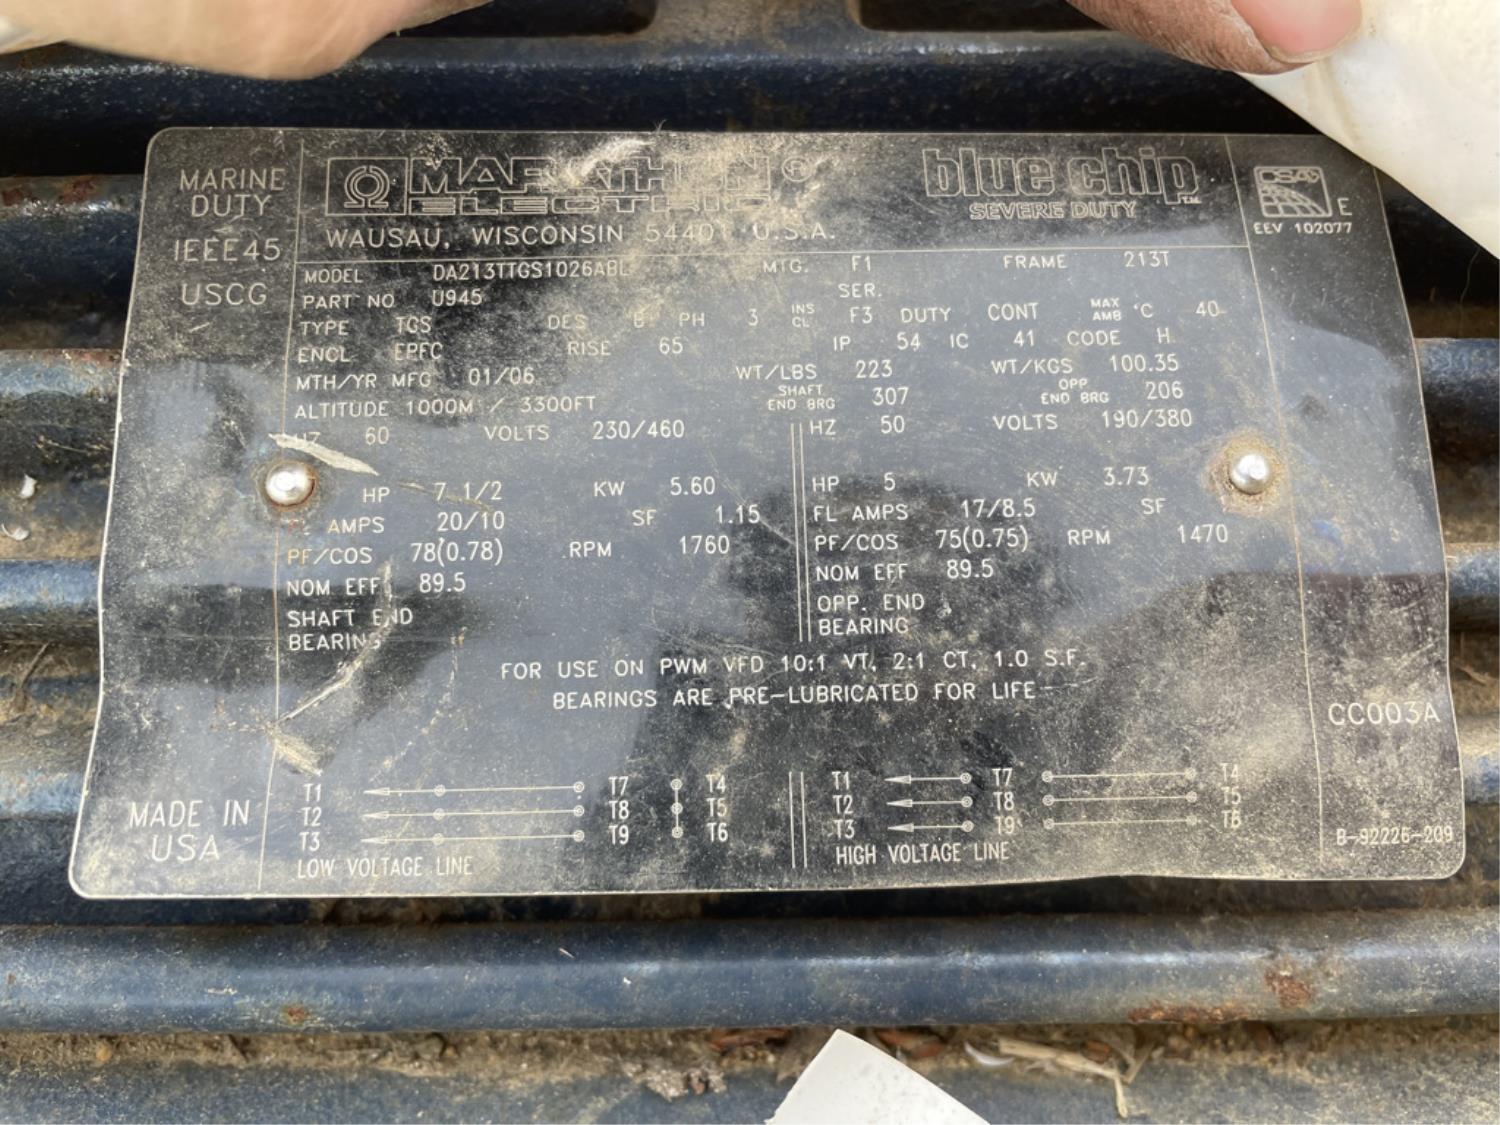 MARINE
DUTY
IEEE45
USCG
MARATHON®
ELECTRIC
WAUSAU, WISCONSIN 54401 U.S.A.
blue chip™
SEVERE DUTY
CSA
E
EEV 102077
MODEL DA213TTGS1026ABL MTG. F1 FRAME 213T
PART NO U945 SER.
TYPE TCS DES B PH 3 INS CL F3 DUTY CONT MAX AMB °C 40
ENCL EPFC RISE 65 IP 54 IC 41 CODE H
MTH/YR MFG 01/06 WT/LBS 223 WT/KGS 100.35
ALTITUDE 1000M / 3300FT SHAFT END BRG 307 OPP END BRG 206
HZ 60 VOLTS 230/460 HZ 50 VOLTS 190/380
HP 7 1/2 KW 5.60 HP 5 KW 3.73
FL AMPS 20/10 SF 1.15 FL AMPS 17/8.5 SF
PF/COS 78(0.78) RPM 1760 PF/COS 75(0.75) RPM 1470
NOM EFF 89.5 NOM EFF 89.5
SHAFT END BEARING OPP. END BEARING
FOR USE ON PWM VFD 10:1 VT, 2:1 CT, 1.0 S.F.
BEARINGS ARE PRE-LUBRICATED FOR LIFE
CC003A
T1 T7 T4 T1 T7 T4
T2 T8 T5 T2 T8 T5
T3 T9 T6 T3 T9 T6
LOW VOLTAGE LINE HIGH VOLTAGE LINE
MADE IN
USA
B-92226-209